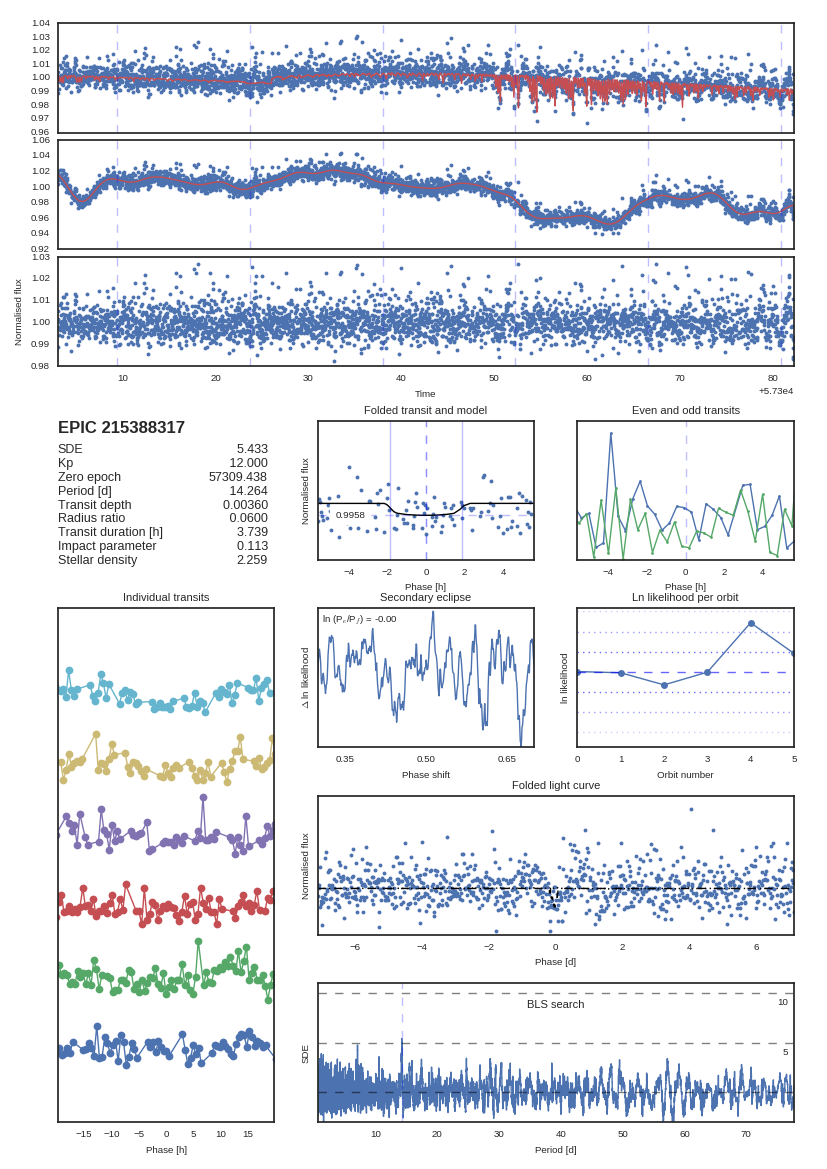 1.04
1.03
1.02
1.01
1.00
0.99
0.98
0.97
0.96
1.06
1.04
1.02
1.00
0.98
0.96
0.94
0.92
1.03
1.02
1.01
1.00
0.99
0.98
Normalised flux
10 20 30 40 50 60 70 80
Time
+5.73e4
EPIC 215388317
SDE 5.433
Kp 12.000
Zero epoch 57309.438
Period [d] 14.264
Transit depth 0.00360
Radius ratio 0.0600
Transit duration [h] 3.739
Impact parameter 0.113
Stellar density 2.259
Folded transit and model
Normalised flux
0.9958
−4 −2 0 2 4
Phase [h]
Even and odd transits
−4 −2 0 2 4
Phase [h]
Individual transits
−15 −10 −5 0 5 10 15
Phase [h]
Secondary eclipse
ln (Pₑ/P𝑓) = -0.00
Δ ln likelihood
0.35 0.50 0.65
Phase shift
Ln likelihood per orbit
ln likelihood
0 1 2 3 4 5
Orbit number
Folded light curve
Normalised flux
−6 −4 −2 0 2 4 6
Phase [d]
BLS search
10
5
SDE
10 20 30 40 50 60 70
Period [d]